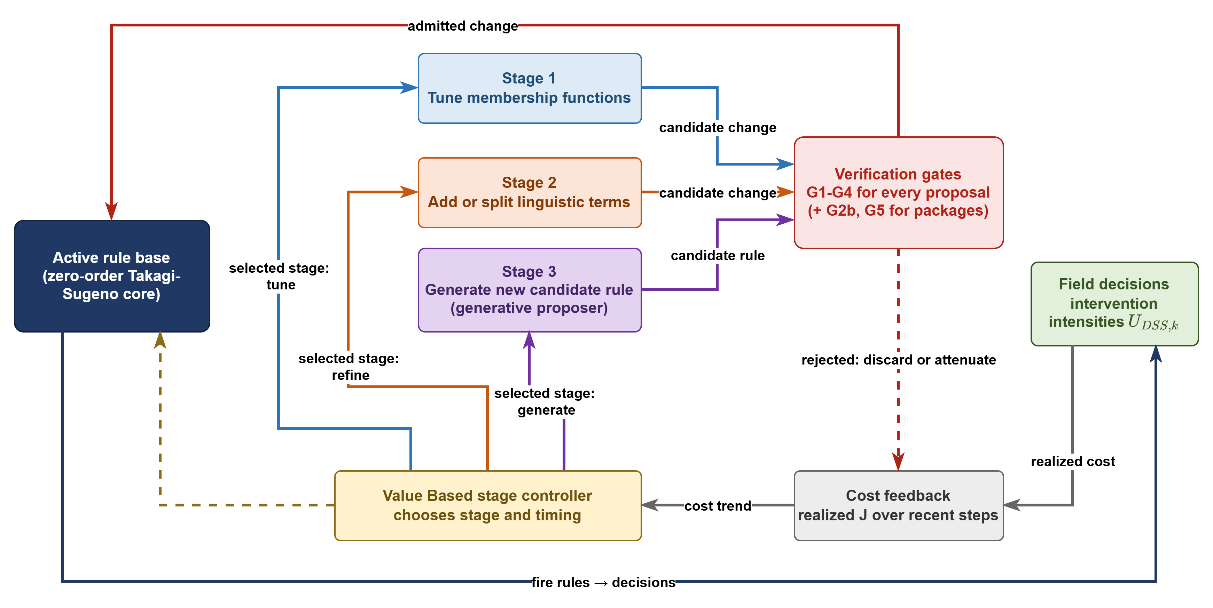 admitted change
Stage 1
Tune membership functions
candidate change
Verification gates
G1-G4 for every proposal
(+ G2b, G5 for packages)
Stage 2
Add or split linguistic terms
candidate change
Active rule base
(zero-order Takagi-
Sugeno core)
selected stage:
tune
Stage 3
Generate new candidate rule
(generative proposer)
candidate rule
Field decisions
intervention
intensities U_{DSS,k}
selected stage:
refine
rejected: discard or attenuate
selected stage:
generate
realized cost
Value Based stage controller
chooses stage and timing
cost trend
Cost feedback
realized J over recent steps
fire rules → decisions